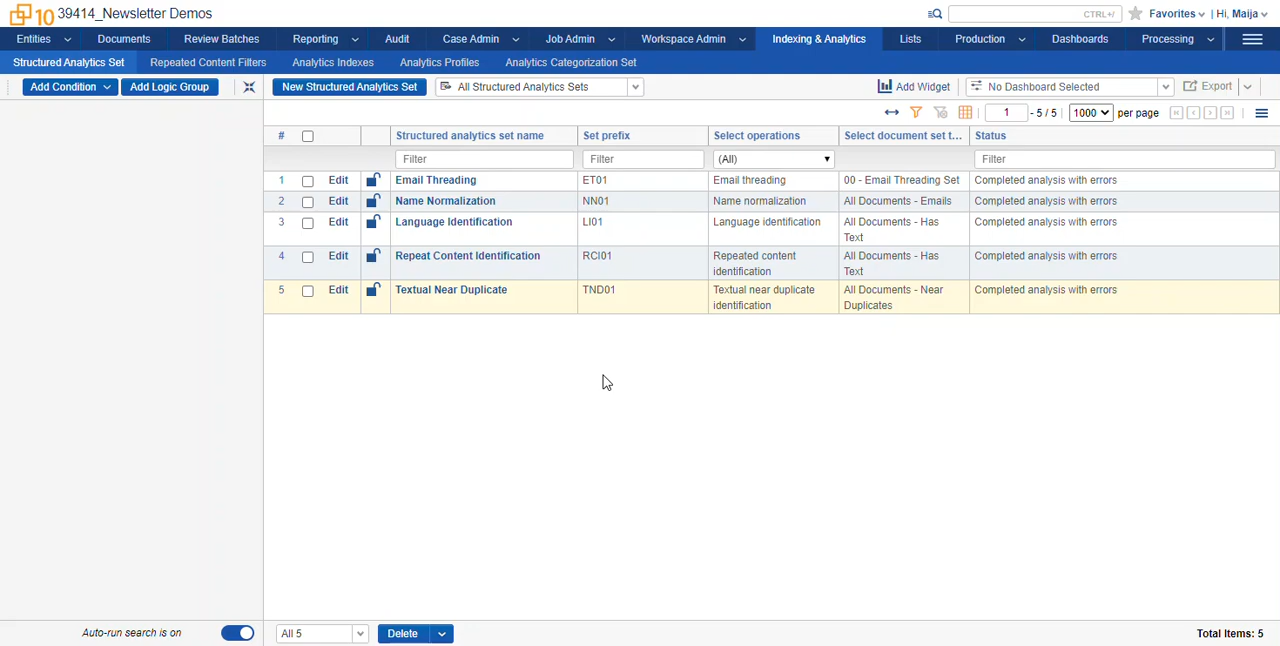 10 39414_Newsletter Demos CTRL+/ Favorites | Hi, Maija
Entities Documents Review Batches Reporting Audit Case Admin Job Admin Workspace Admin Indexing & Analytics Lists Production Dashboards Processing
Structured Analytics Set Repeated Content Filters Analytics Indexes Analytics Profiles Analytics Categorization Set
Add Condition Add Logic Group New Structured Analytics Set All Structured Analytics Sets Add Widget No Dashboard Selected Export
1 - 5 / 5 1000 per page
# Structured analytics set name Set prefix Select operations Select document set t... Status
Filter Filter (All) Filter
1 Edit Email Threading ET01 Email threading 00 - Email Threading Set Completed analysis with errors
2 Edit Name Normalization NN01 Name normalization All Documents - Emails Completed analysis with errors
3 Edit Language Identification LI01 Language identification All Documents - Has Completed analysis with errors
Text
4 Edit Repeat Content Identification RCI01 Repeated content All Documents - Has Completed analysis with errors
identification Text
5 Edit Textual Near Duplicate TND01 Textual near duplicate All Documents - Near Completed analysis with errors
identification Duplicates
Auto-run search is on All 5 Delete Total Items: 5